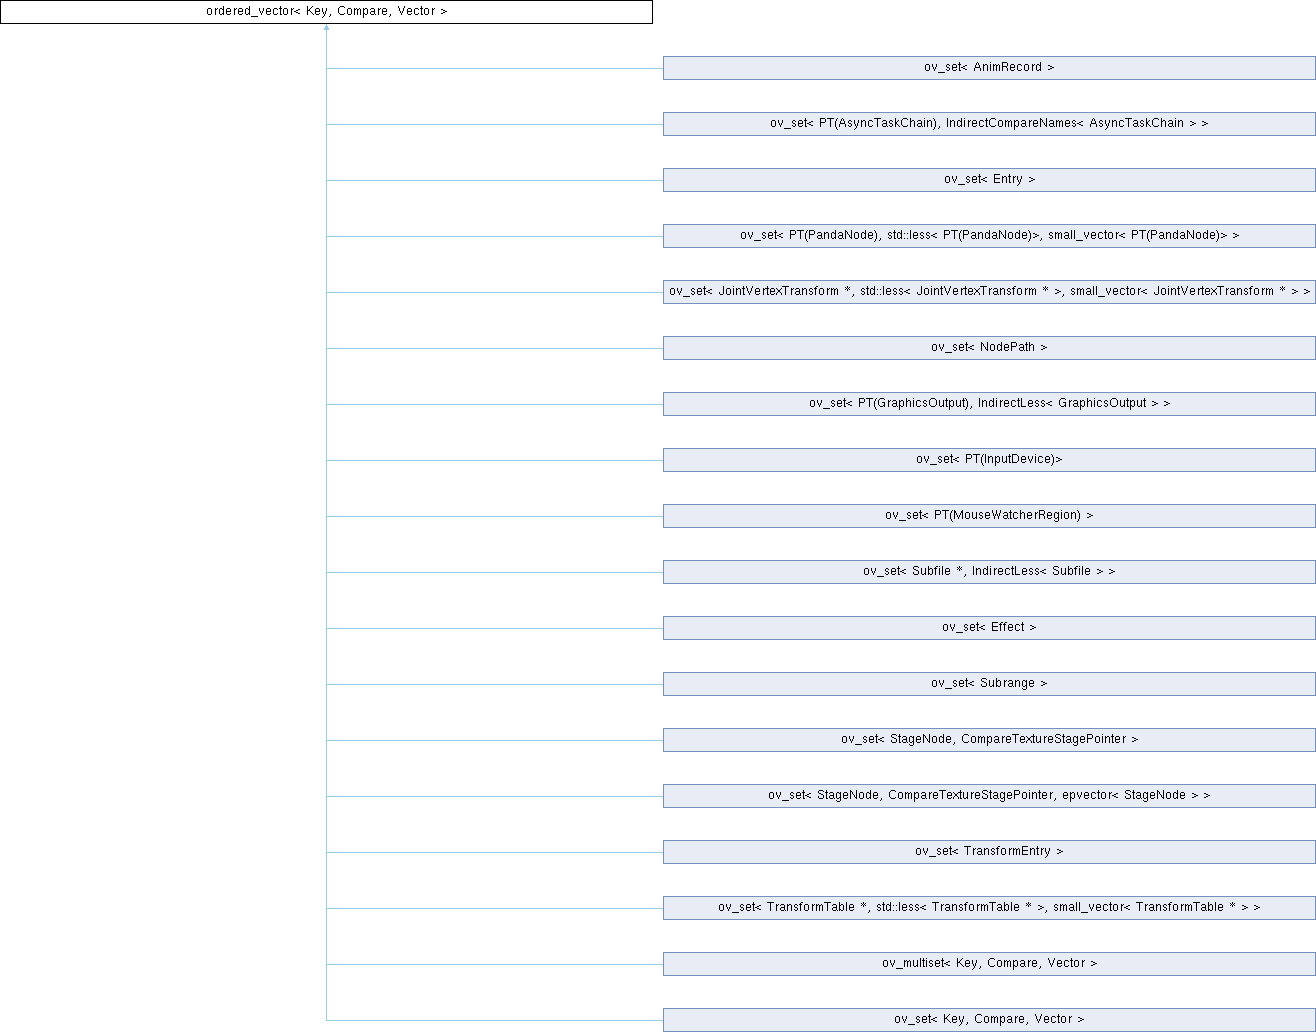 ordered_vector< Key, Compare, Vector >
ov_set< AnimRecord >
ov_set< PT(AsyncTaskChain), IndirectCompareNames< AsyncTaskChain > >
ov_set< Entry >
ov_set< PT(PandaNode), std::less< PT(PandaNode)>, small_vector< PT(PandaNode)> >
ov_set< JointVertexTransform *, std::less< JointVertexTransform * >, small_vector< JointVertexTransform * > >
ov_set< NodePath >
ov_set< PT(GraphicsOutput), IndirectLess< GraphicsOutput > >
ov_set< PT(InputDevice)>
ov_set< PT(MouseWatcherRegion) >
ov_set< Subfile *, IndirectLess< Subfile > >
ov_set< Effect >
ov_set< Subrange >
ov_set< StageNode, CompareTextureStagePointer >
ov_set< StageNode, CompareTextureStagePointer, epvector< StageNode > >
ov_set< TransformEntry >
ov_set< TransformTable *, std::less< TransformTable * >, small_vector< TransformTable * > >
ov_multiset< Key, Compare, Vector >
ov_set< Key, Compare, Vector >